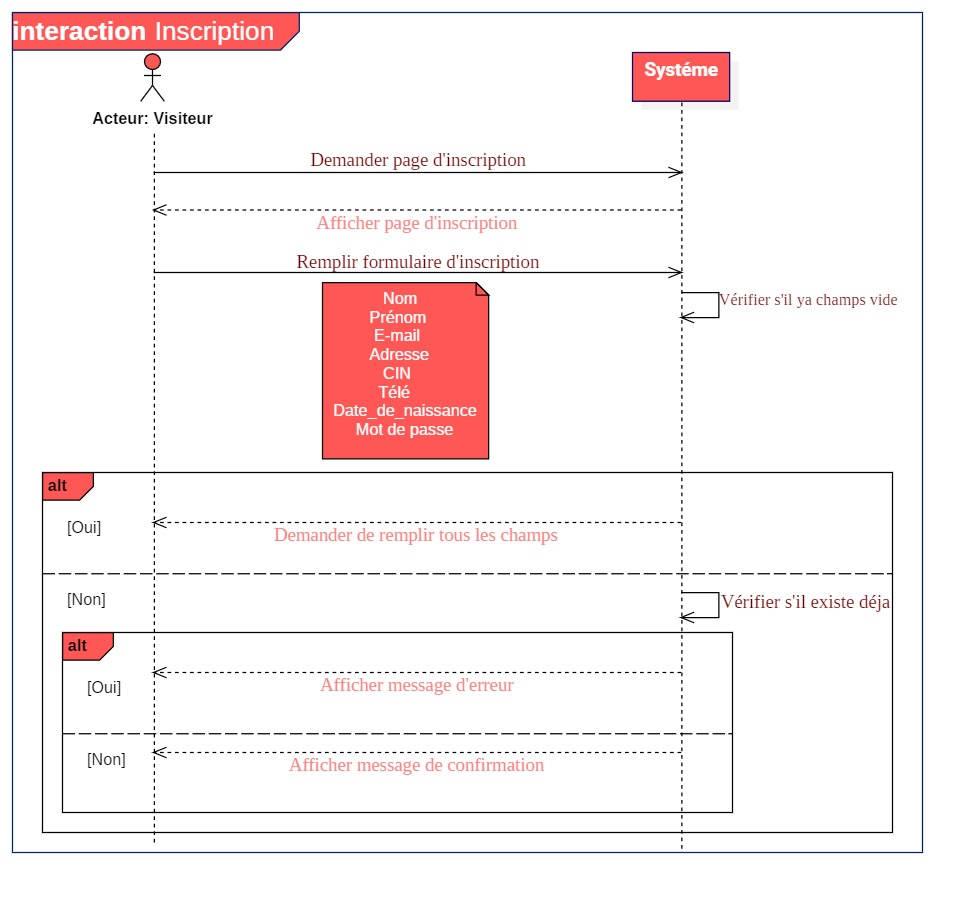 interaction Inscription
Systéme
Acteur: Visiteur
Demander page d'inscription
Afficher page d'inscription
Remplir formulaire d'inscription
Vérifier s'il ya champs vide
Nom
Prénom
E-mail
Adresse
CIN
Télé
Date_de_naissance
Mot de passe
alt
[Oui]
Demander de remplir tous les champs
[Non]
Vérifier s'il existe déja
alt
[Oui]
Afficher message d'erreur
[Non]
Afficher message de confirmation